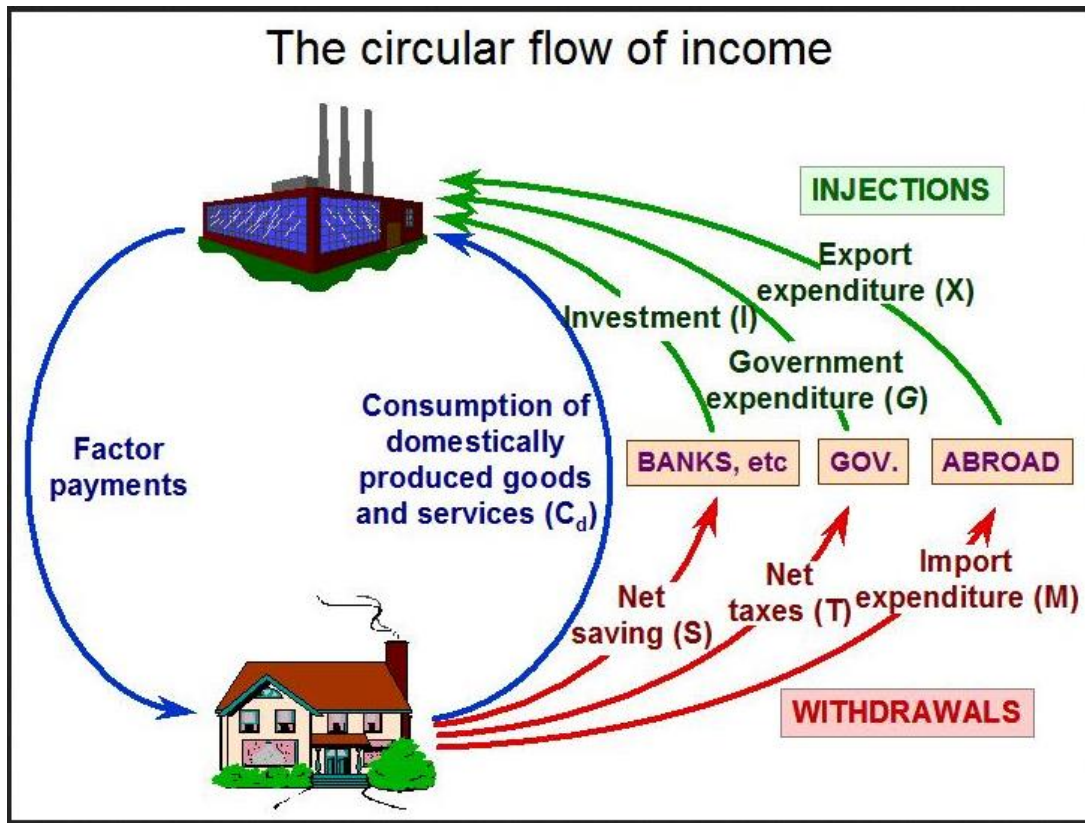 The circular flow of income
INJECTIONS
Export
expenditure (X)
Investment (I)
Government
expenditure (G)
Factor
payments
Consumption of
domestically
produced goods
and services (Cd)
BANKS, etc
GOV.
ABROAD
Net
saving (S)
Net
taxes (T)
Import
expenditure (M)
WITHDRAWALS